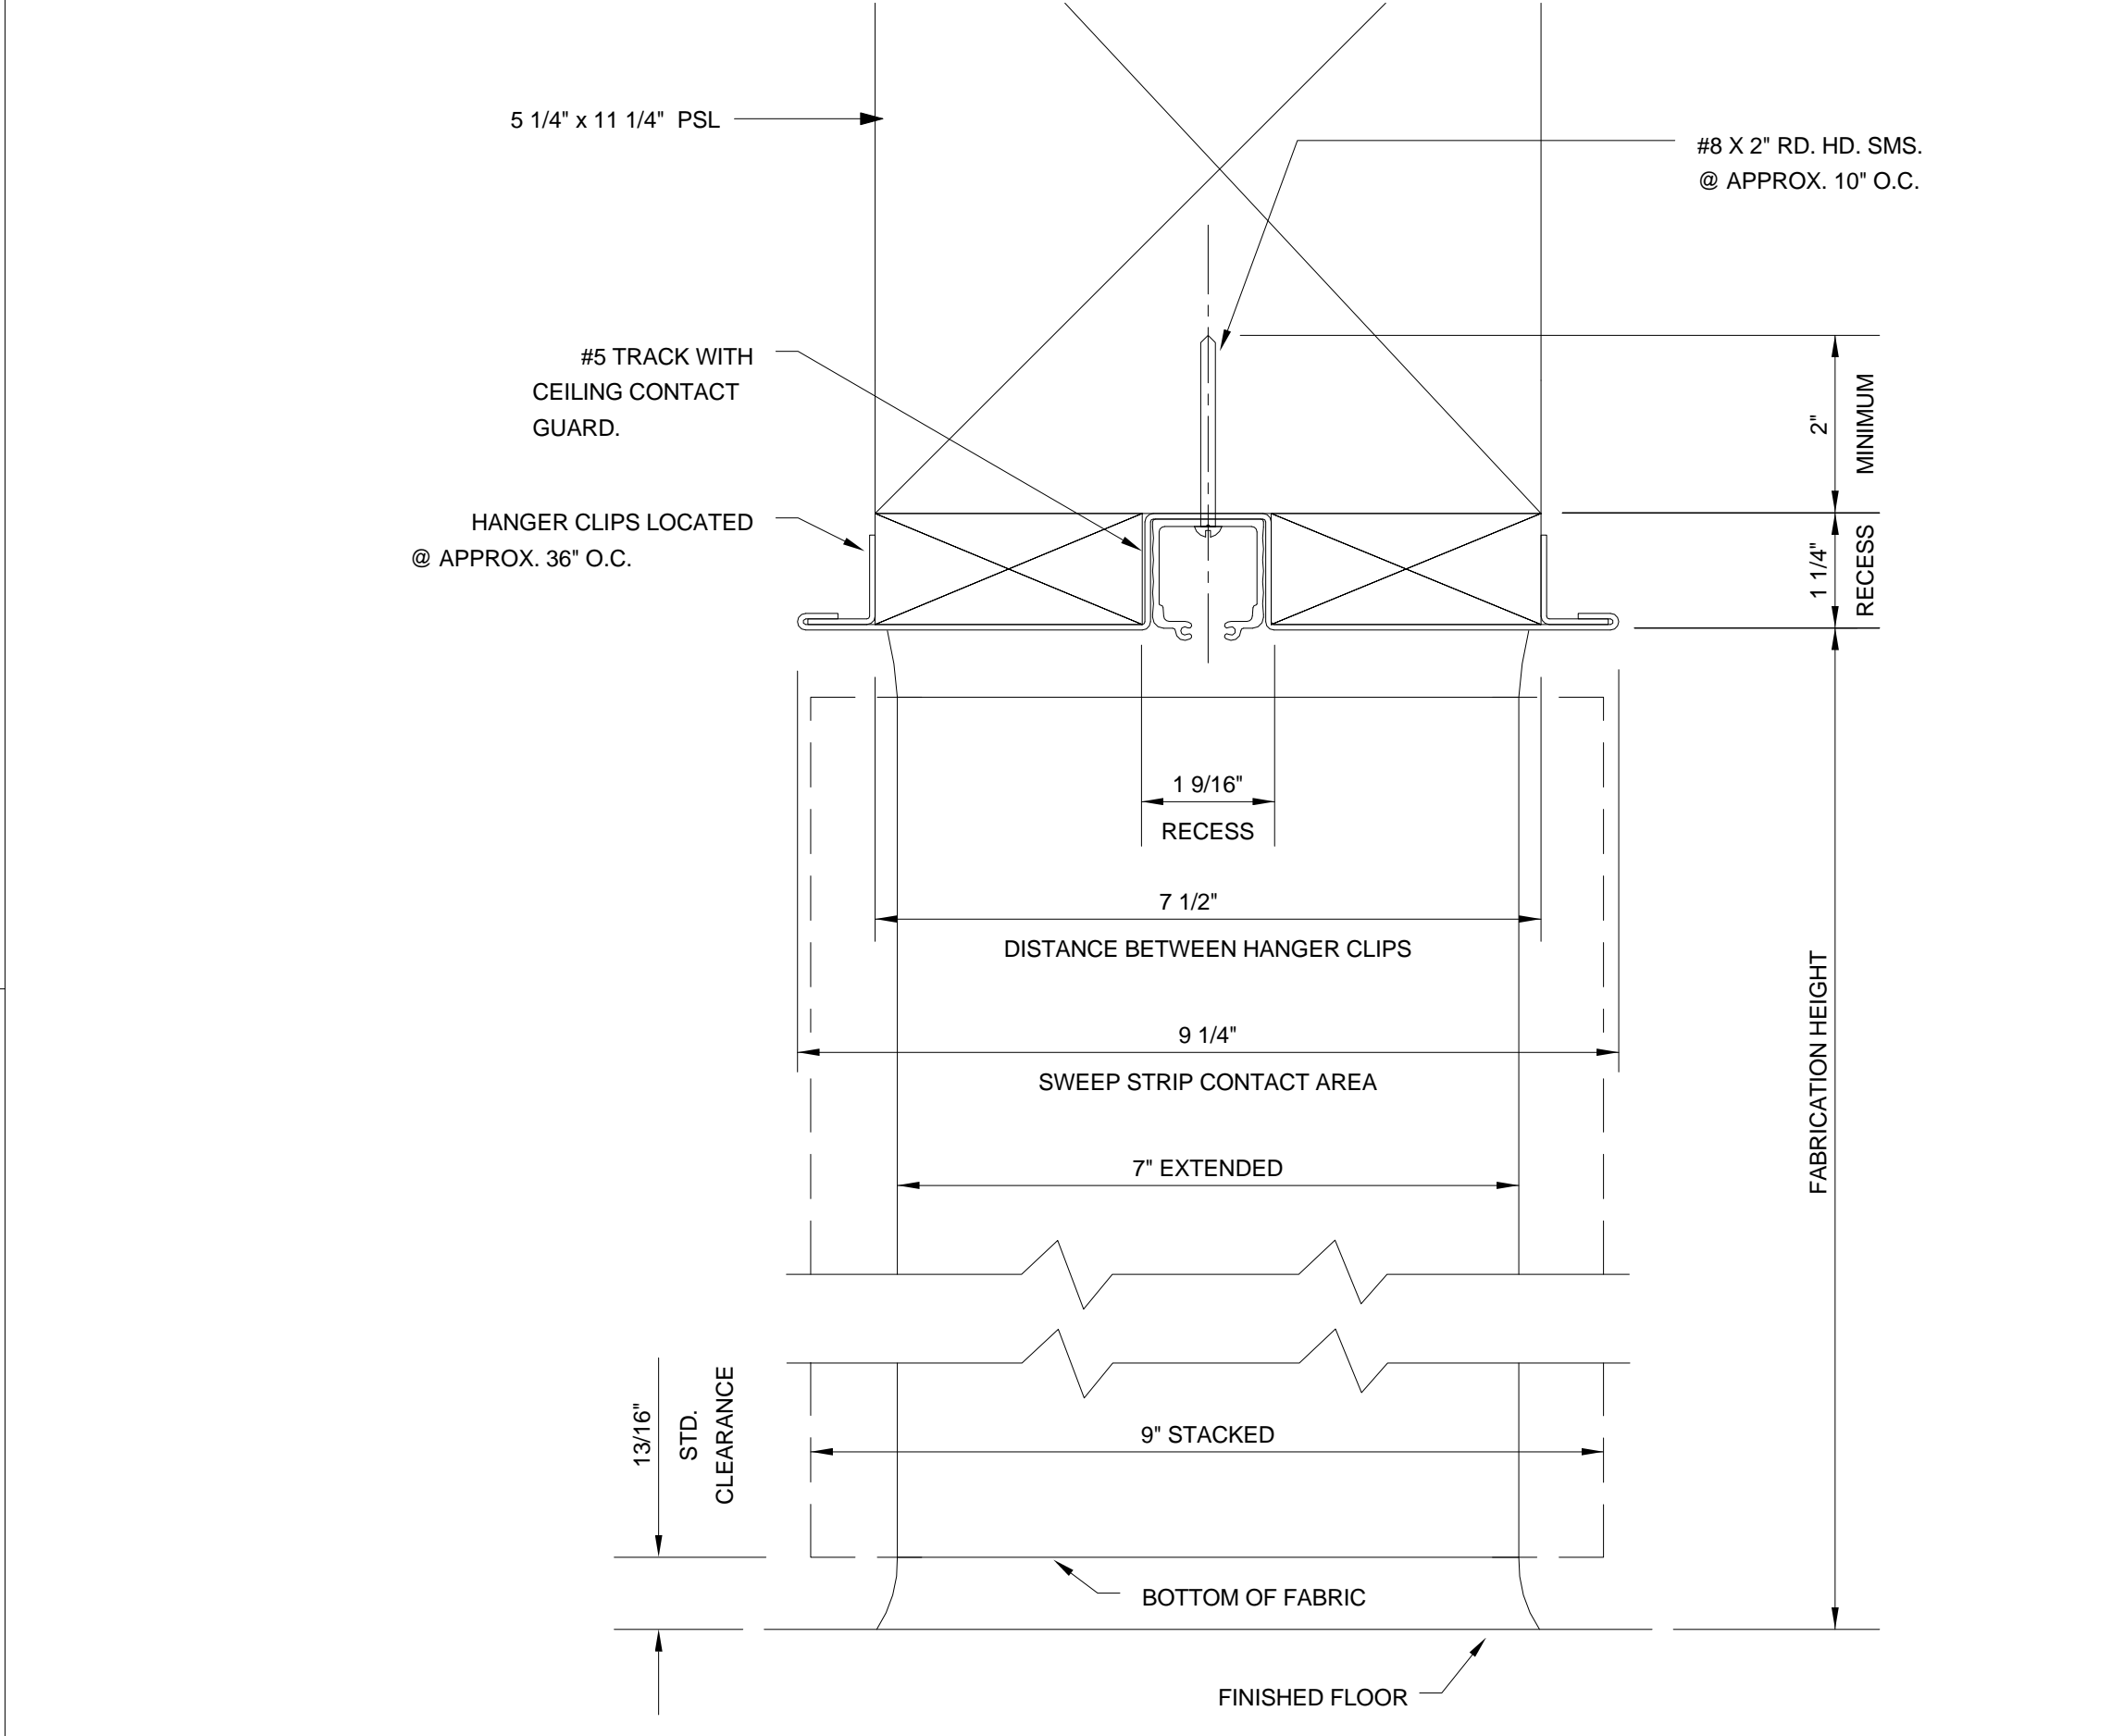 5 1/4" x 11 1/4" PSL
#8 X 2" RD. HD. SMS.
@ APPROX. 10" O.C.
#5 TRACK WITH
CEILING CONTACT
GUARD.
2"
MINIMUM
HANGER CLIPS LOCATED
@ APPROX. 36" O.C.
1 1/4"
RECESS
1 9/16"
RECESS
7 1/2"
DISTANCE BETWEEN HANGER CLIPS
9 1/4"
SWEEP STRIP CONTACT AREA
FABRICATION HEIGHT
7" EXTENDED
13/16"
STD.
CLEARANCE
9" STACKED
BOTTOM OF FABRIC
FINISHED FLOOR